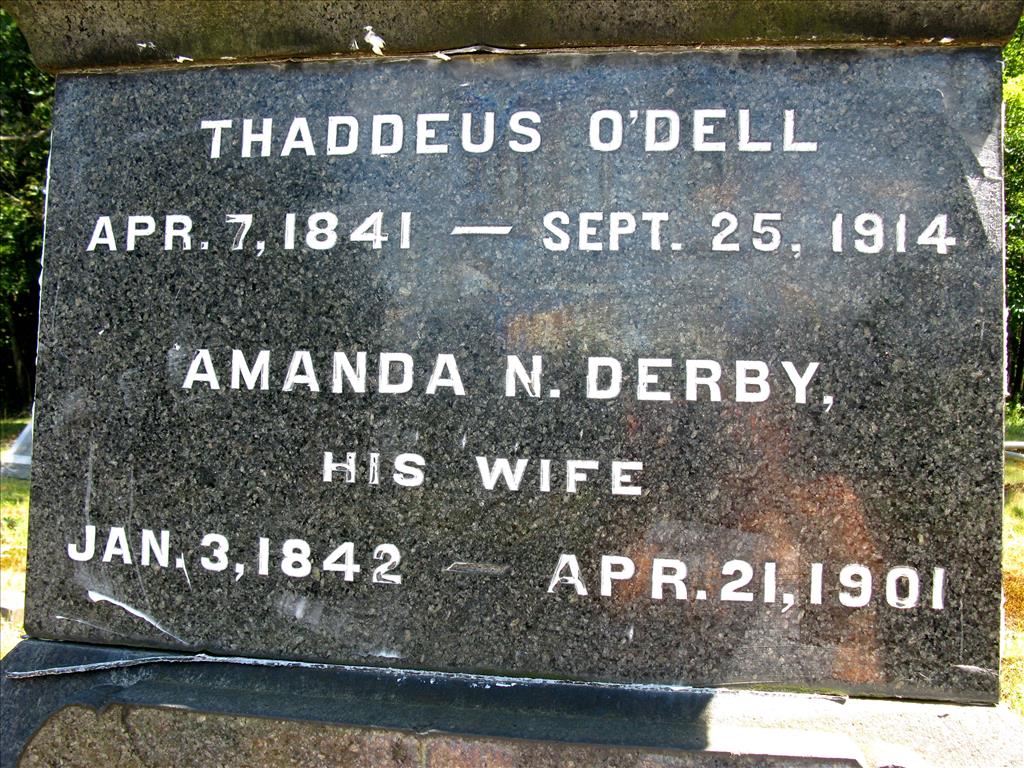 THADDEUS O'DELL
APR. 7, 1841 — SEPT. 25, 1914
AMANDA N. DERBY,
HIS WIFE
JAN. 3, 1842 — APR. 21, 1901